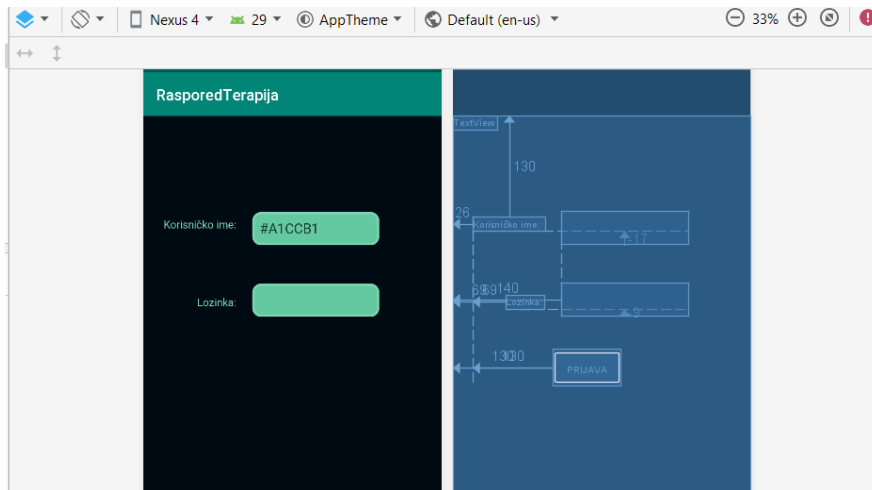 Nexus 4 29 AppTheme Default (en-us) 33%
RasporedTerapija
TextView
130
26
Korisničko ime: #A1CCB1 Korisničko ime:
-17
140
Lozinka: Lozinka:
-9
PRIJAVA